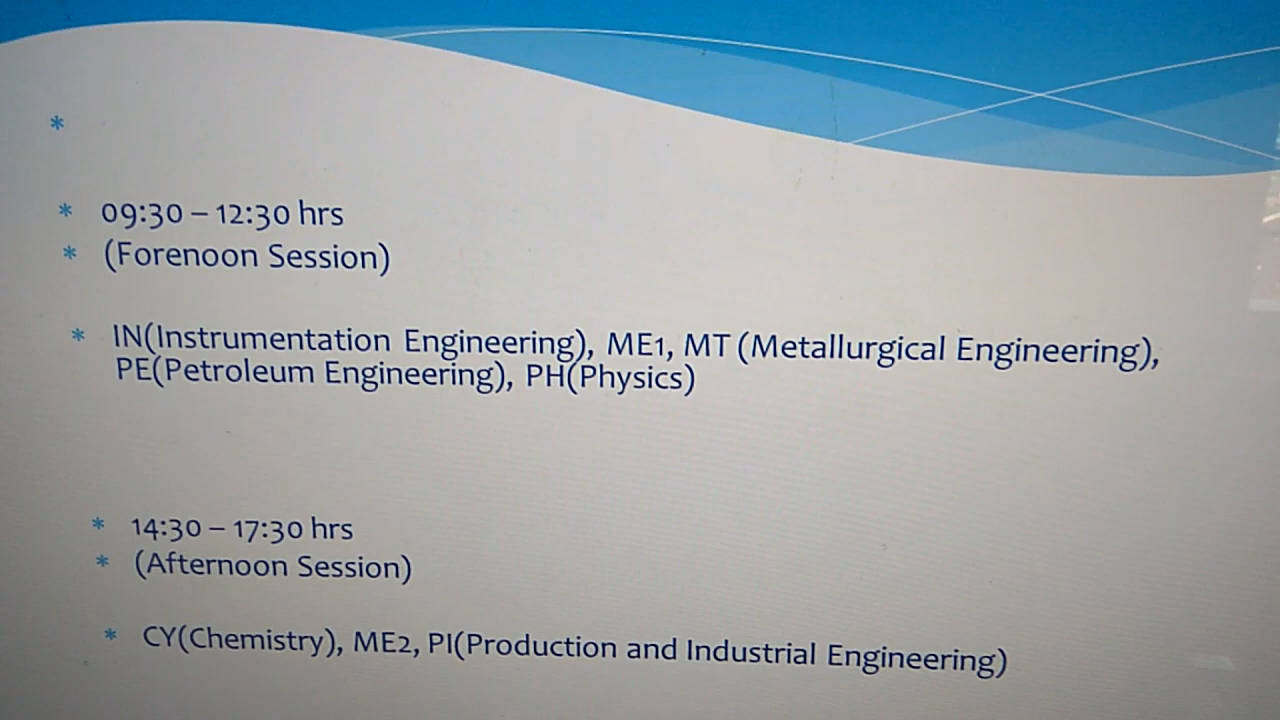 *
* 09:30 – 12:30 hrs
* (Forenoon Session)
* IN(Instrumentation Engineering), ME1, MT (Metallurgical Engineering),
PE(Petroleum Engineering), PH(Physics)
* 14:30 – 17:30 hrs
* (Afternoon Session)
* CY(Chemistry), ME2, PI(Production and Industrial Engineering)